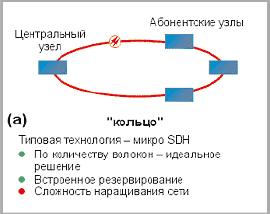 Абонентские узлы
Центральный
узел
(а)
"кольцо"
Типовая технология – микро SDH
По количеству волокон – идеальное
решение
Встроенное резервирование
Сложность наращивания сети